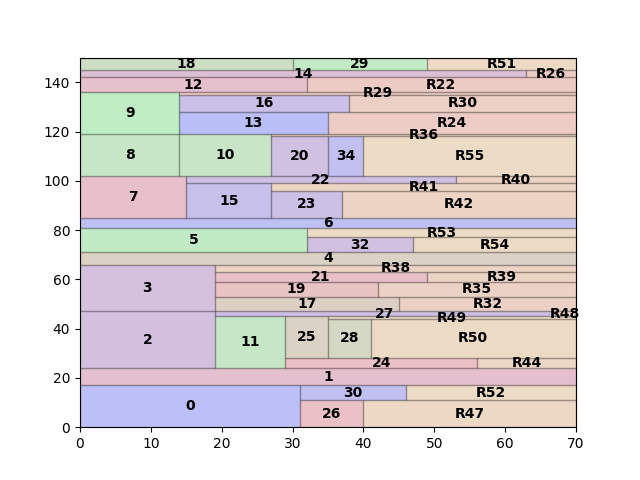 18 29 R51
14 R26
140
12 R22
R29
16 R30
9
120
13 R24
R36
8 10 20 34 R55
100
22 R40
R41
7 15 23 R42
80
6
R53
5 32 R54
4
60
R38
21 R39
3 19 R35
17 R32
40
27 R48
R49
2 11 25 28 R50
24 R44
20
1
30 R52
0 26 R47
0
0 10 20 30 40 50 60 70